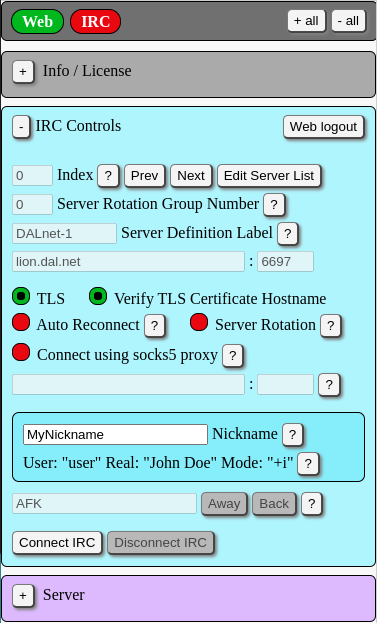 Web IRC + all - all
+ Info / License
- IRC Controls Web logout
0 Index ? Prev Next Edit Server List
0 Server Rotation Group Number ?
DALnet-1 Server Definition Label ?
lion.dal.net : 6697
TLS Verify TLS Certificate Hostname
Auto Reconnect ? Server Rotation ?
Connect using socks5 proxy ?
: ?
MyNickname Nickname ?
User: "user" Real: "John Doe" Mode: "+i" ?
AFK Away Back ?
Connect IRC Disconnect IRC
+ Server